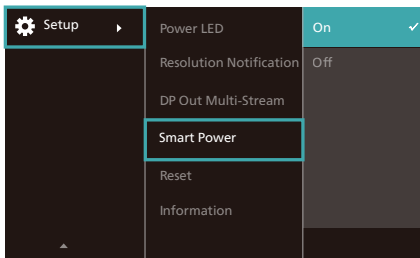 Setup
Power LED
On
Resolution Notification
Off
DP Out Multi-Stream
Smart Power
Reset
Information